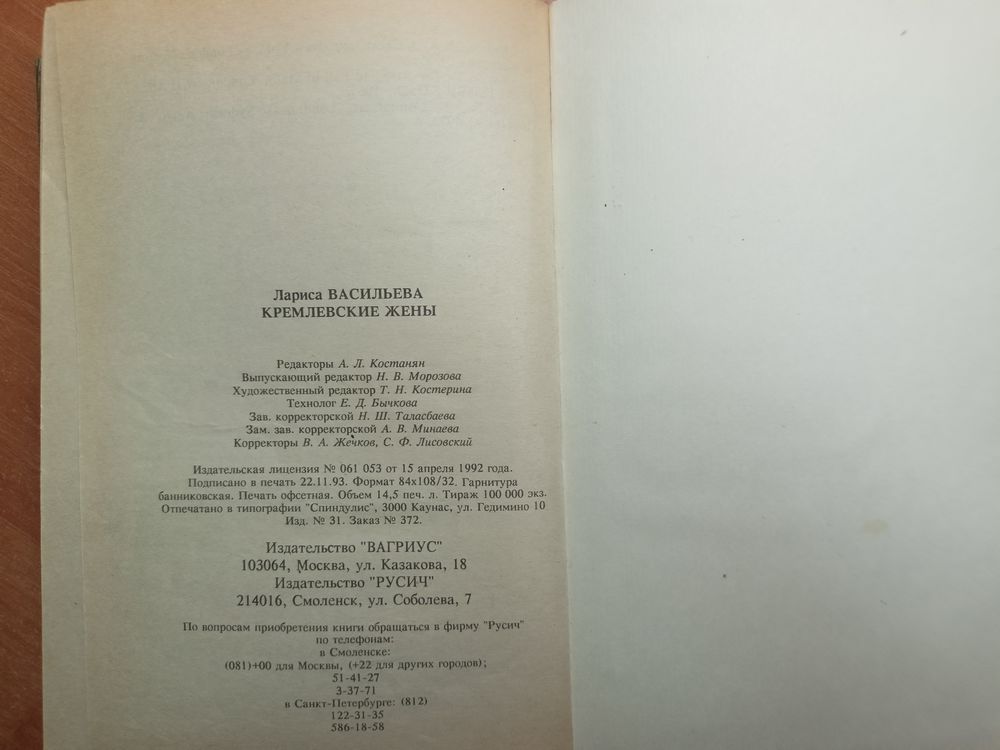 Лариса ВАСИЛЬЕВА
КРЕМЛЕВСКИЕ ЖЕНЫ
Редакторы А. Л. Костанян
Выпускающий редактор Н. В. Морозова
Художественный редактор Т. Н. Костерина
Технолог Е. Д. Бычкова
Зав. корректорской Н. Ш. Таласбаева
Зам. зав. корректорской А. В. Минаева
Корректоры В. А. Жечков, С. Ф. Лисовский
Издательская лицензия № 061 053 от 15 апреля 1992 года.
Подписано в печать 22.11.93. Формат 84х108/32. Гарнитура
банниковская. Печать офсетная. Объем 14,5 печ. л. Тираж 100 000 экз.
Отпечатано в типографии "Спиндулис", 3000 Каунас, ул. Гедимино 10
Изд. № 31. Заказ № 372.
Издательство "ВАГРИУС"
103064, Москва, ул. Казакова, 18
Издательство "РУСИЧ"
214016, Смоленск, ул. Соболева, 7
По вопросам приобретения книги обращаться в фирму "Русич"
по телефонам:
в Смоленске:
(081)+00 для Москвы, (+22 для других городов);
51-41-27
3-37-71
в Санкт-Петербурге: (812)
122-31-35
586-18-58